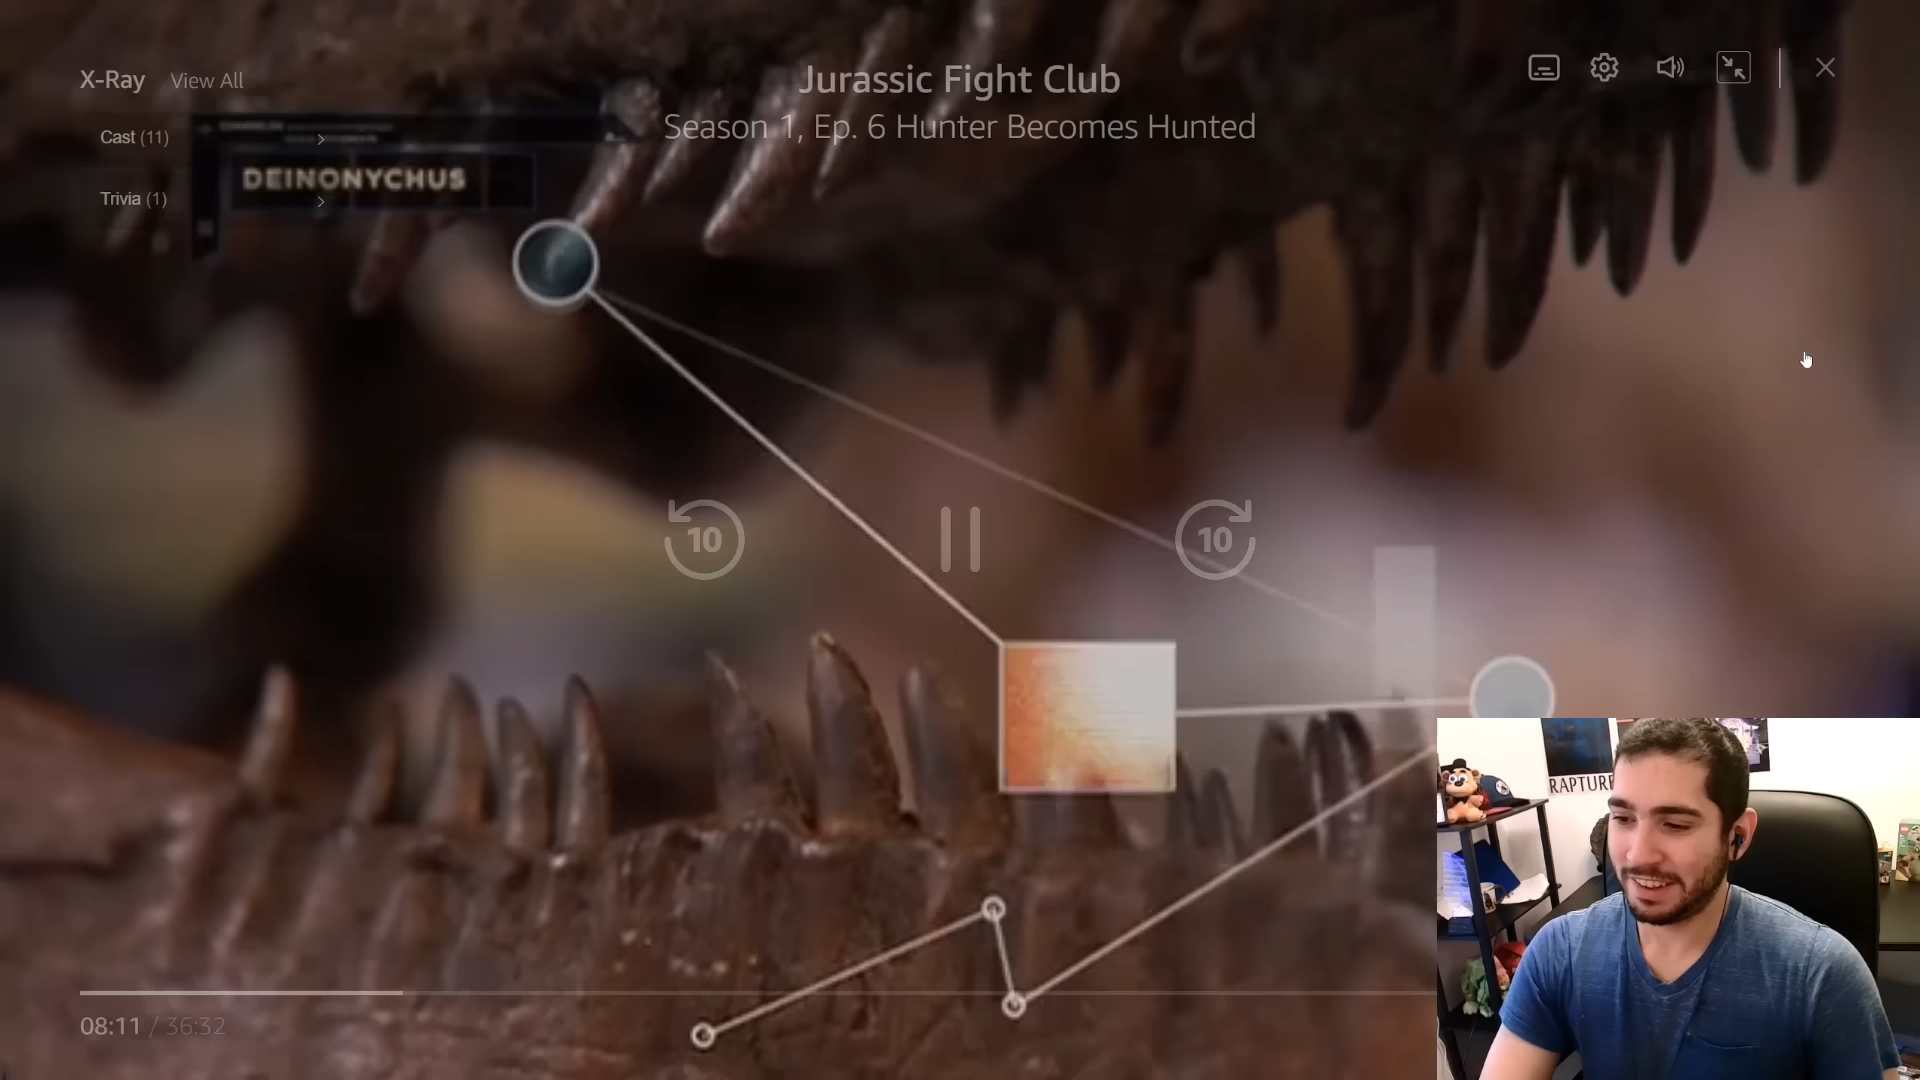 X-Ray View All
Jurassic Fight Club
Season 1, Ep. 6 Hunter Becomes Hunted
Cast (11)
DEINONYCHUS
Trivia (1)
10
10
RAPTURE
08:11 / 36:32